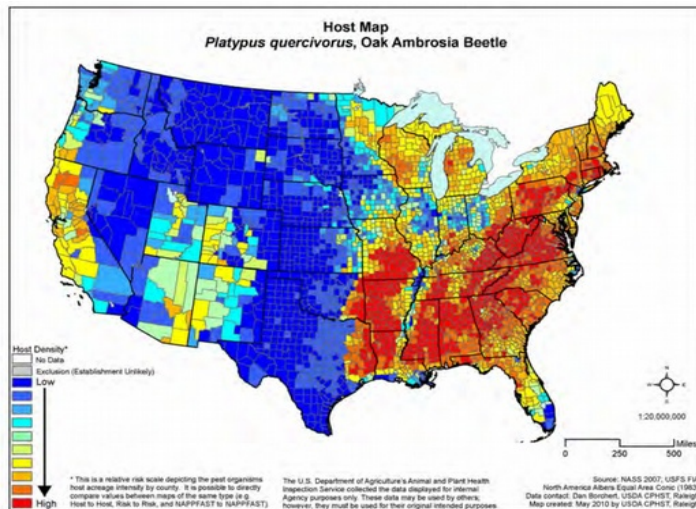 Host Map
Platypus quercivorus, Oak Ambrosia Beetle
Host Density*
No Data
Exclusion (Establishment Unlikely)
Low
High
* This is a relative risk scale depicting the pest organisms
host acreage intensity by county. It is possible to directly
compare values between maps of the same type (e.g.
Host to Host, Risk to Risk, and NAPPFAST to NAPPFAST).
The U.S. Department of Agriculture's Animal and Plant Health
Inspection Service collected the data displayed for internal
Agency purposes only. These data may be used by others;
however, they must be used for their original intended purposes.
N
W
E
S
1:20,000,000
Miles
0 250 500
Source: NASS 2007, USFS FIA
North America Albers Equal Area Conic (1983)
Data contact: Dan Borchert, USDA CPHST, Raleigh
Map created: May 2010 by USDA CPHST, Raleigh